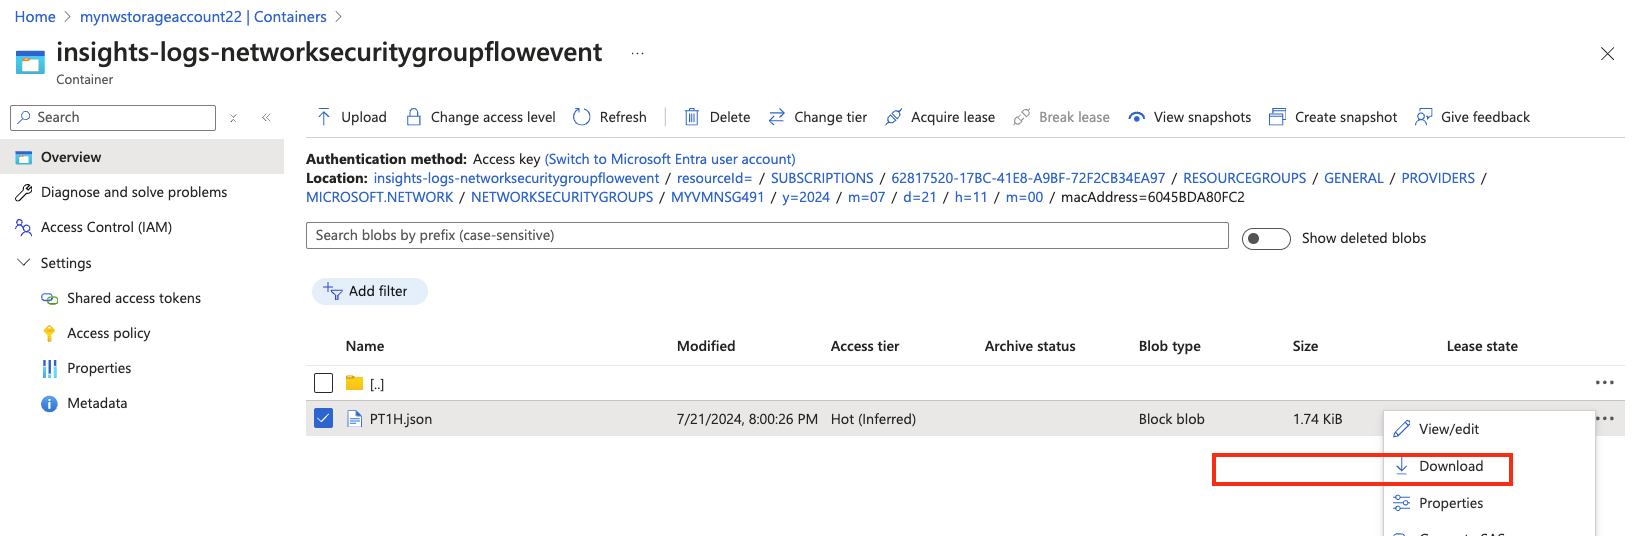 Home > mynwstorageaccount22 | Containers >
insights-logs-networksecuritygroupflowevent ...
Container
Search
Upload Change access level Refresh Delete Change tier Acquire lease Break lease View snapshots Create snapshot Give feedback
Overview
Diagnose and solve problems
Access Control (IAM)
Settings
Shared access tokens
Access policy
Properties
Metadata
Authentication method: Access key (Switch to Microsoft Entra user account)
Location: insights-logs-networksecuritygroupflowevent / resourceId= / SUBSCRIPTIONS / 62817520-17BC-41E8-A9BF-72F2CB34EA97 / RESOURCEGROUPS / GENERAL / PROVIDERS /
MICROSOFT.NETWORK / NETWORKSECURITYGROUPS / MYVMNSG491 / y=2024 / m=07 / d=21 / h=11 / m=00 / macAddress=6045BDA80FC2
Search blobs by prefix (case-sensitive)
Show deleted blobs
Add filter
Name Modified Access tier Archive status Blob type Size Lease state
[..]
PT1H.json 7/21/2024, 8:00:26 PM Hot (Inferred) Block blob 1.74 KiB
View/edit
Download
Properties